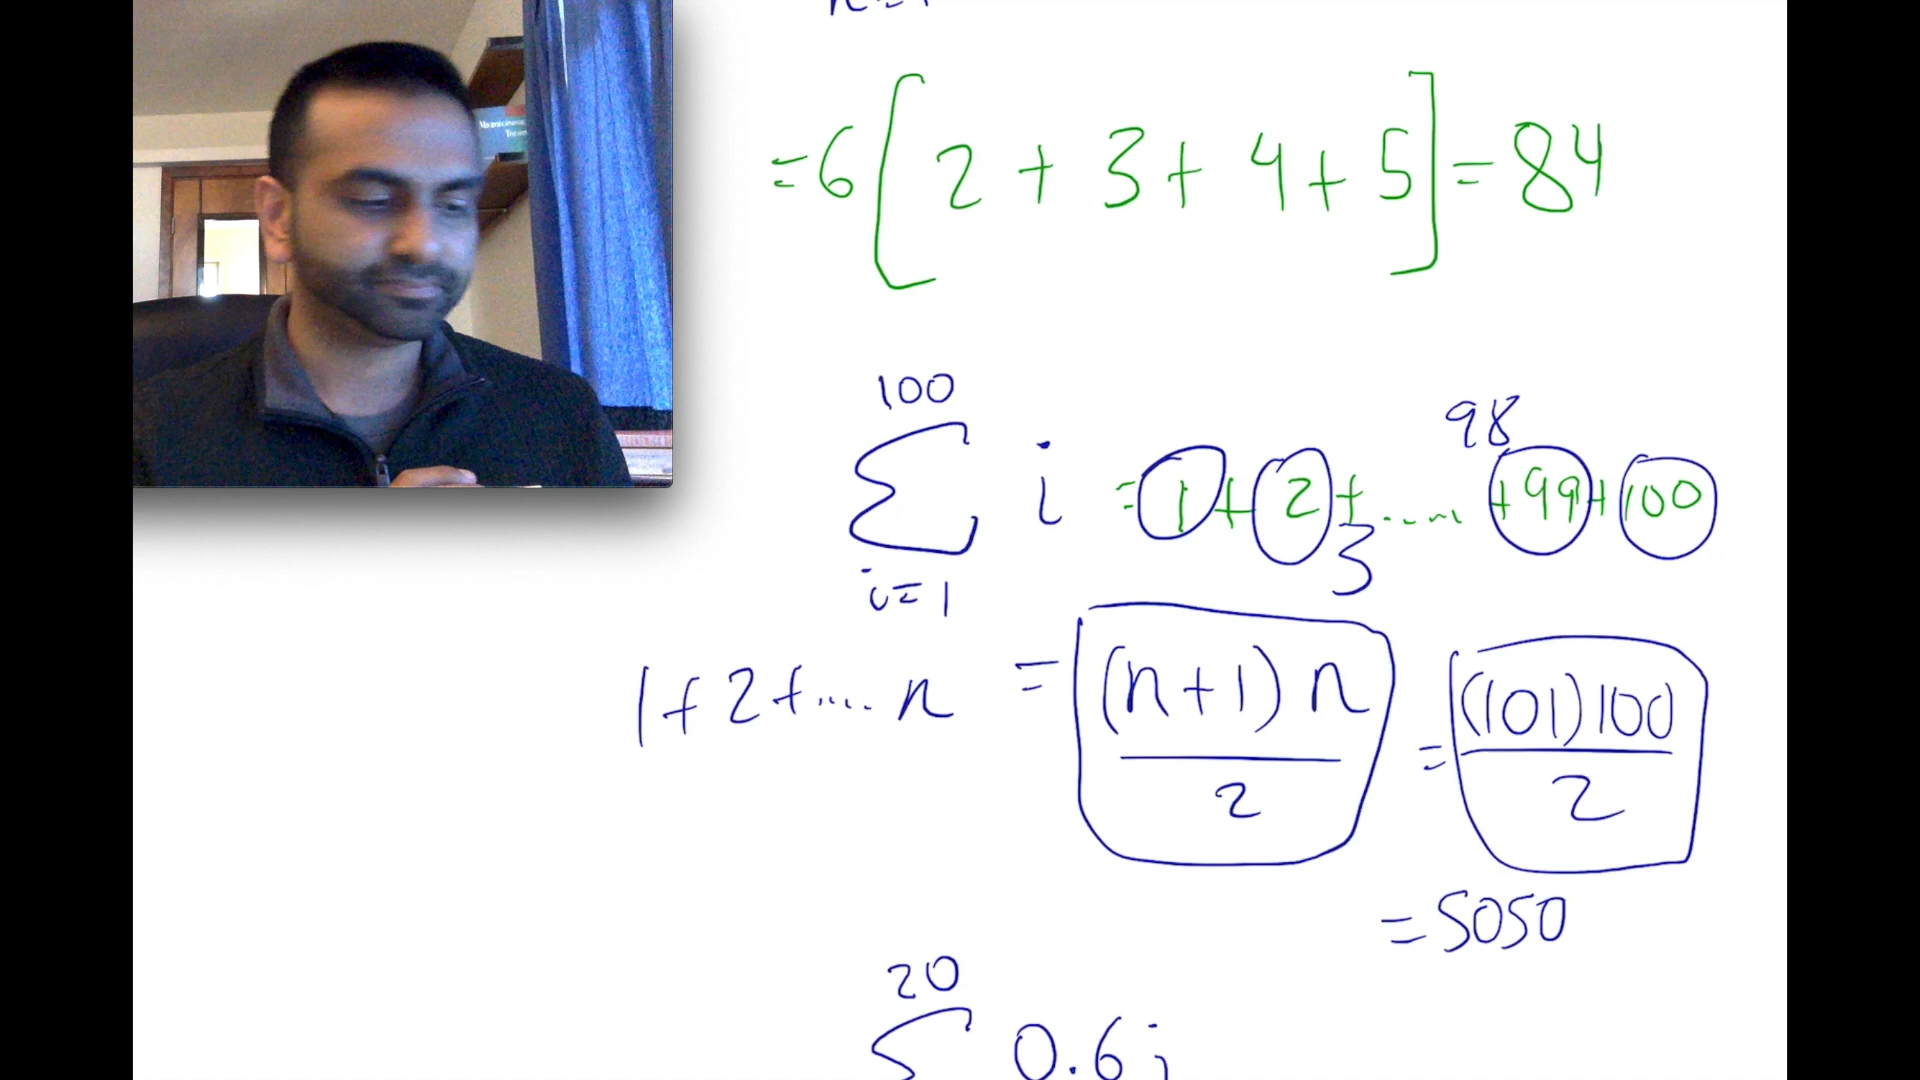 = 6 [ 2 + 3 + 4 + 5 ] = 84
100
98
∑ i = 1 + 2 + ..... + 99 + 100
3
i = 1
1 + 2 + .... n = (n+1) n / 2 = (101) 100 / 2
= 5050
20
∑ 0.6 i